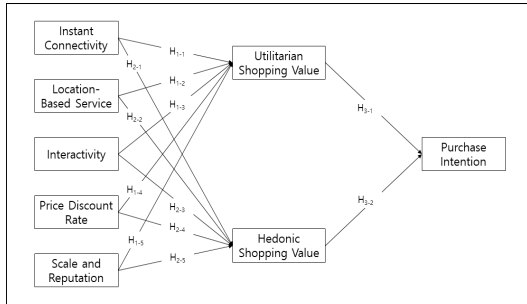 Instant
Connectivity
Location-
Based Service
Interactivity
Price Discount
Rate
Scale and
Reputation
H1-1
H2-1
H1-2
H1-3
H2-2
H1-4
H2-3
H2-4
H1-5
H2-5
Utilitarian
Shopping Value
Hedonic
Shopping Value
H3-1
H3-2
Purchase
Intention